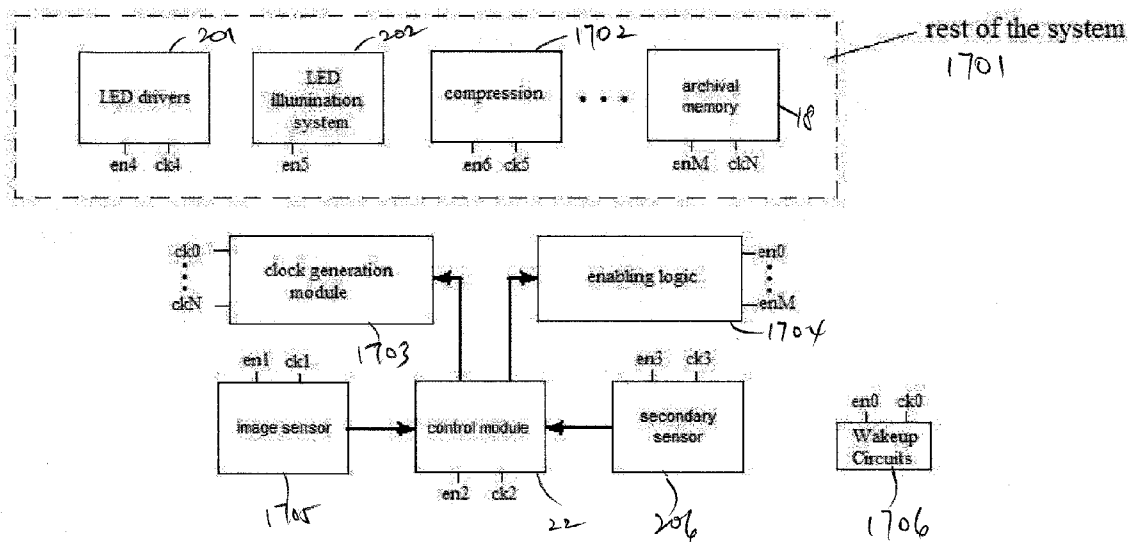 201
202
1702
rest of the system
1701
LED drivers
LED
illumination
system
compression
• • •
archival
memory
18
en4 ck4
en5
en6 ck5
enM ckN
ck0
ckN
clock generation
module
enabling logic
en0
enM
1703
1704
en1 ck1
en3 ck3
en0 ck0
image sensor
control module
secondary
sensor
Wakeup
Circuits
en2 ck2
1705
22
206
1706